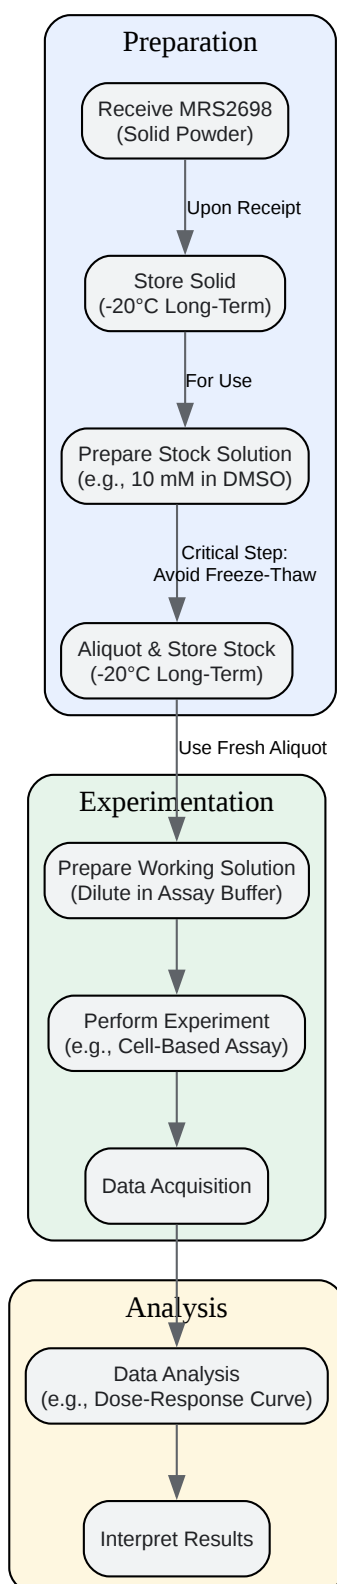 Preparation
Receive MRS2698
(Solid Powder)
Upon Receipt
Store Solid
(-20°C Long-Term)
For Use
Prepare Stock Solution
(e.g., 10 mM in DMSO)
Critical Step:
Avoid Freeze-Thaw
Aliquot & Store Stock
(-20°C Long-Term)
Use Fresh Aliquot
Experimentation
Prepare Working Solution
(Dilute in Assay Buffer)
Perform Experiment
(e.g., Cell-Based Assay)
Data Acquisition
Analysis
Data Analysis
(e.g., Dose-Response Curve)
Interpret Results